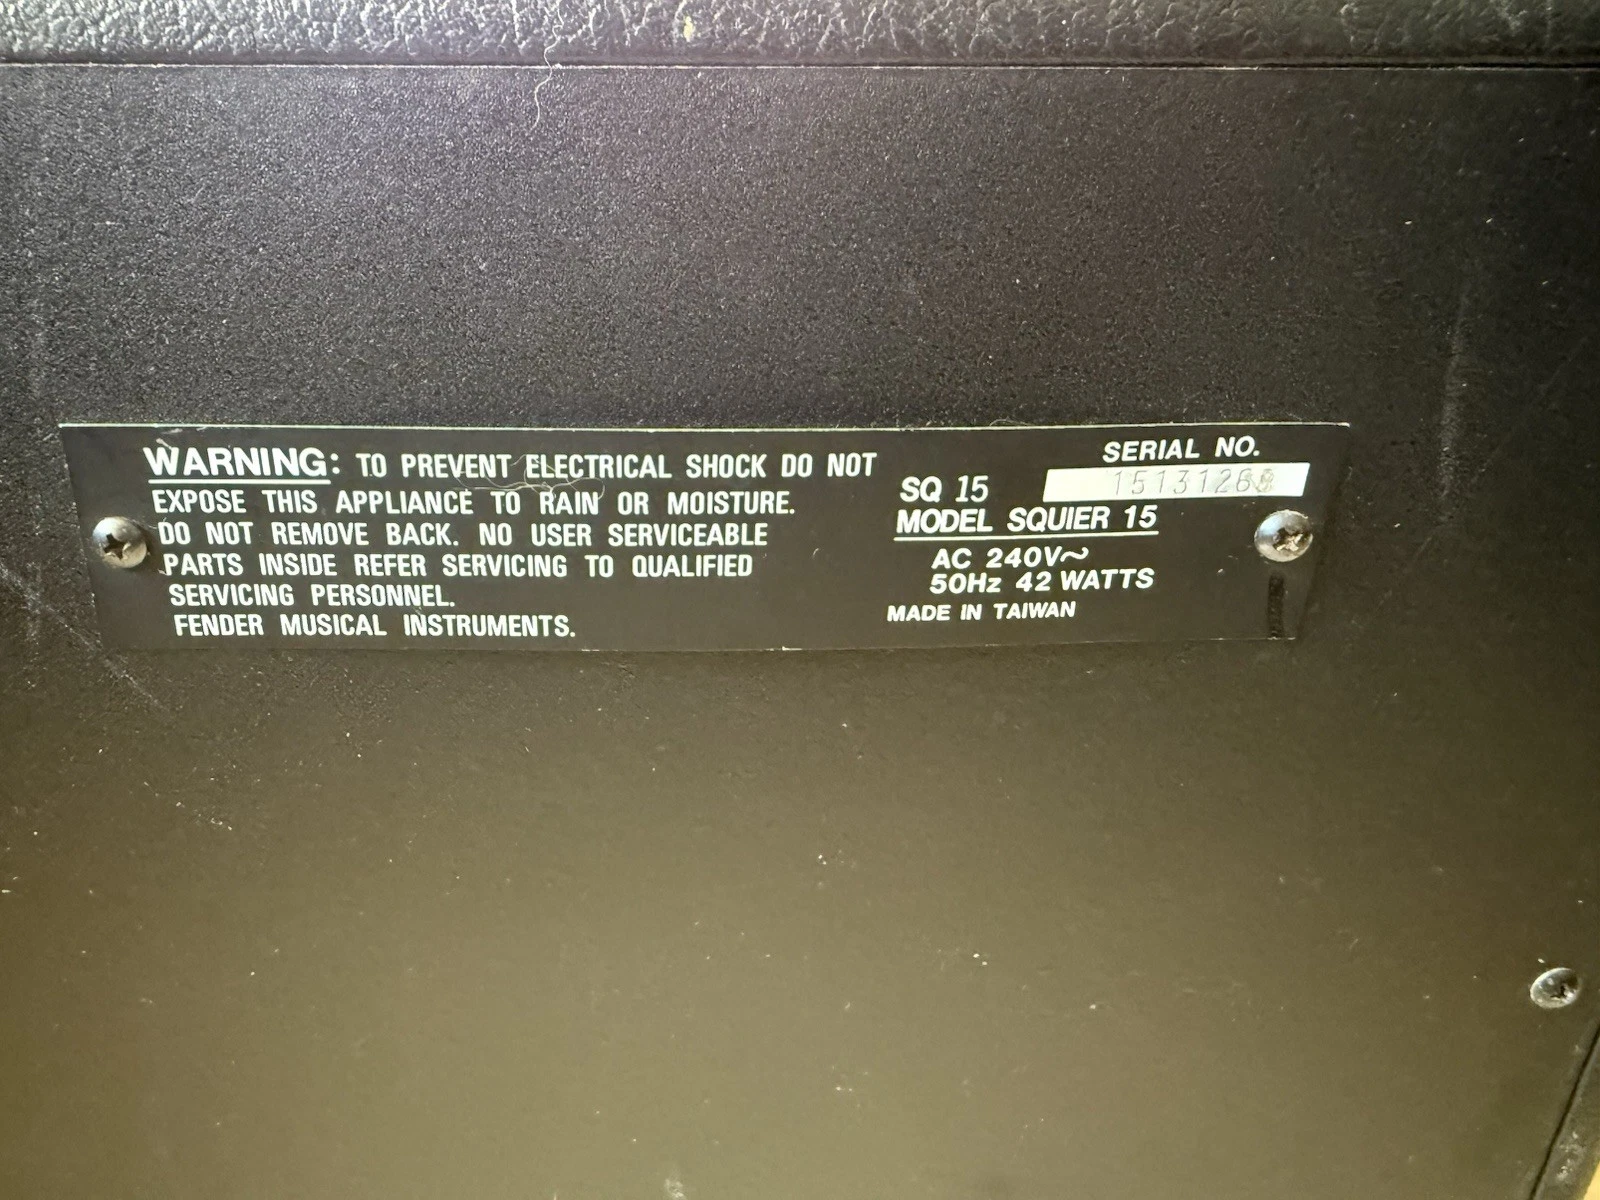 WARNING: TO PREVENT ELECTRICAL SHOCK DO NOT
EXPOSE THIS APPLIANCE TO RAIN OR MOISTURE.
DO NOT REMOVE BACK. NO USER SERVICEABLE
PARTS INSIDE REFER SERVICING TO QUALIFIED
SERVICING PERSONNEL.
FENDER MUSICAL INSTRUMENTS.
SERIAL NO.
SQ 15
MODEL SQUIER 15
AC 240V~
50Hz 42 WATTS
MADE IN TAIWAN